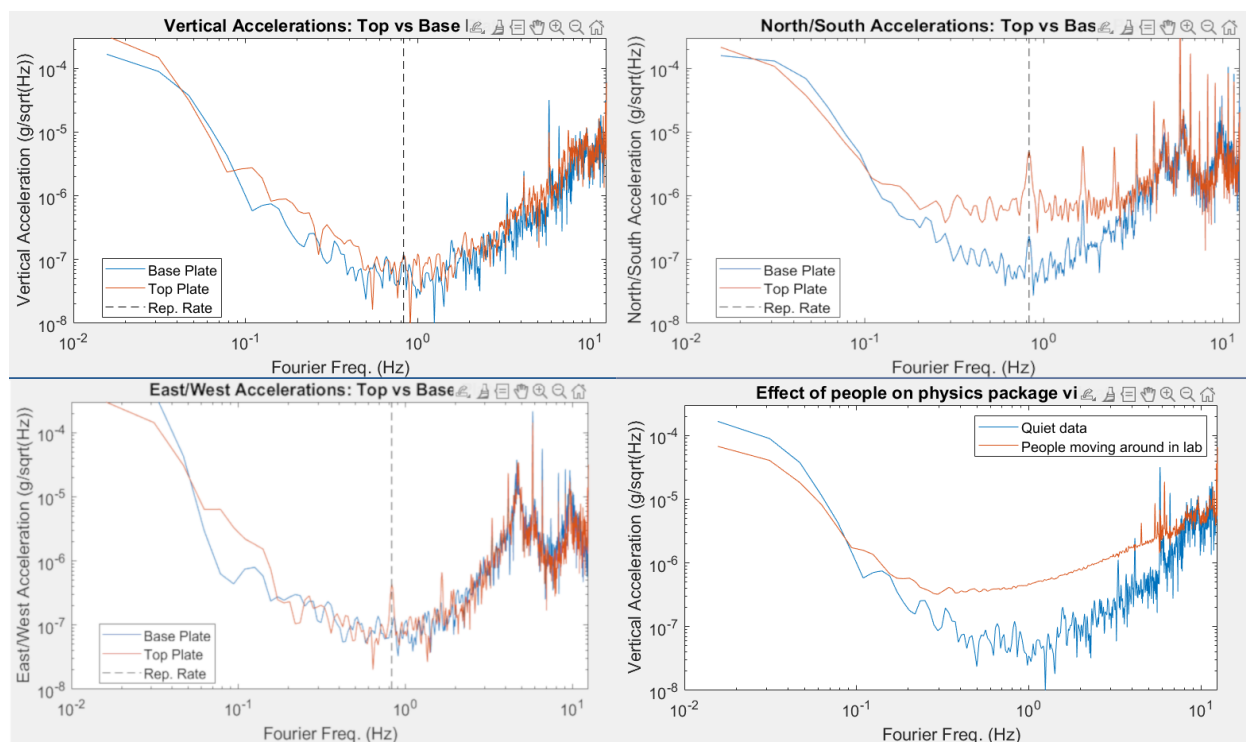 Vertical Accelerations: Top vs Base
Vertical Acceleration (g/sqrt(Hz))
10^-4
10^-5
10^-6
10^-7
10^-8
Base Plate
Top Plate
Rep. Rate
10^-2
10^-1
10^0
10^1
Fourier Freq. (Hz)
North/South Accelerations: Top vs Bas
North/South Acceleration (g/sqrt(Hz))
10^-4
10^-5
10^-6
10^-7
10^-8
Base Plate
Top Plate
Rep. Rate
10^-2
10^-1
10^0
10^1
Fourier Freq. (Hz)
East/West Accelerations: Top vs Base
East/West Acceleration (g/sqrt(Hz))
10^-4
10^-5
10^-6
10^-7
10^-8
Base Plate
Top Plate
Rep. Rate
10^-2
10^-1
10^0
10^1
Fourier Freq. (Hz)
Effect of people on physics package vi
Vertical Acceleration (g/sqrt(Hz))
10^-4
10^-5
10^-6
10^-7
10^-8
Quiet data
People moving around in lab
10^-2
10^-1
10^0
10^1
Fourier Freq. (Hz)